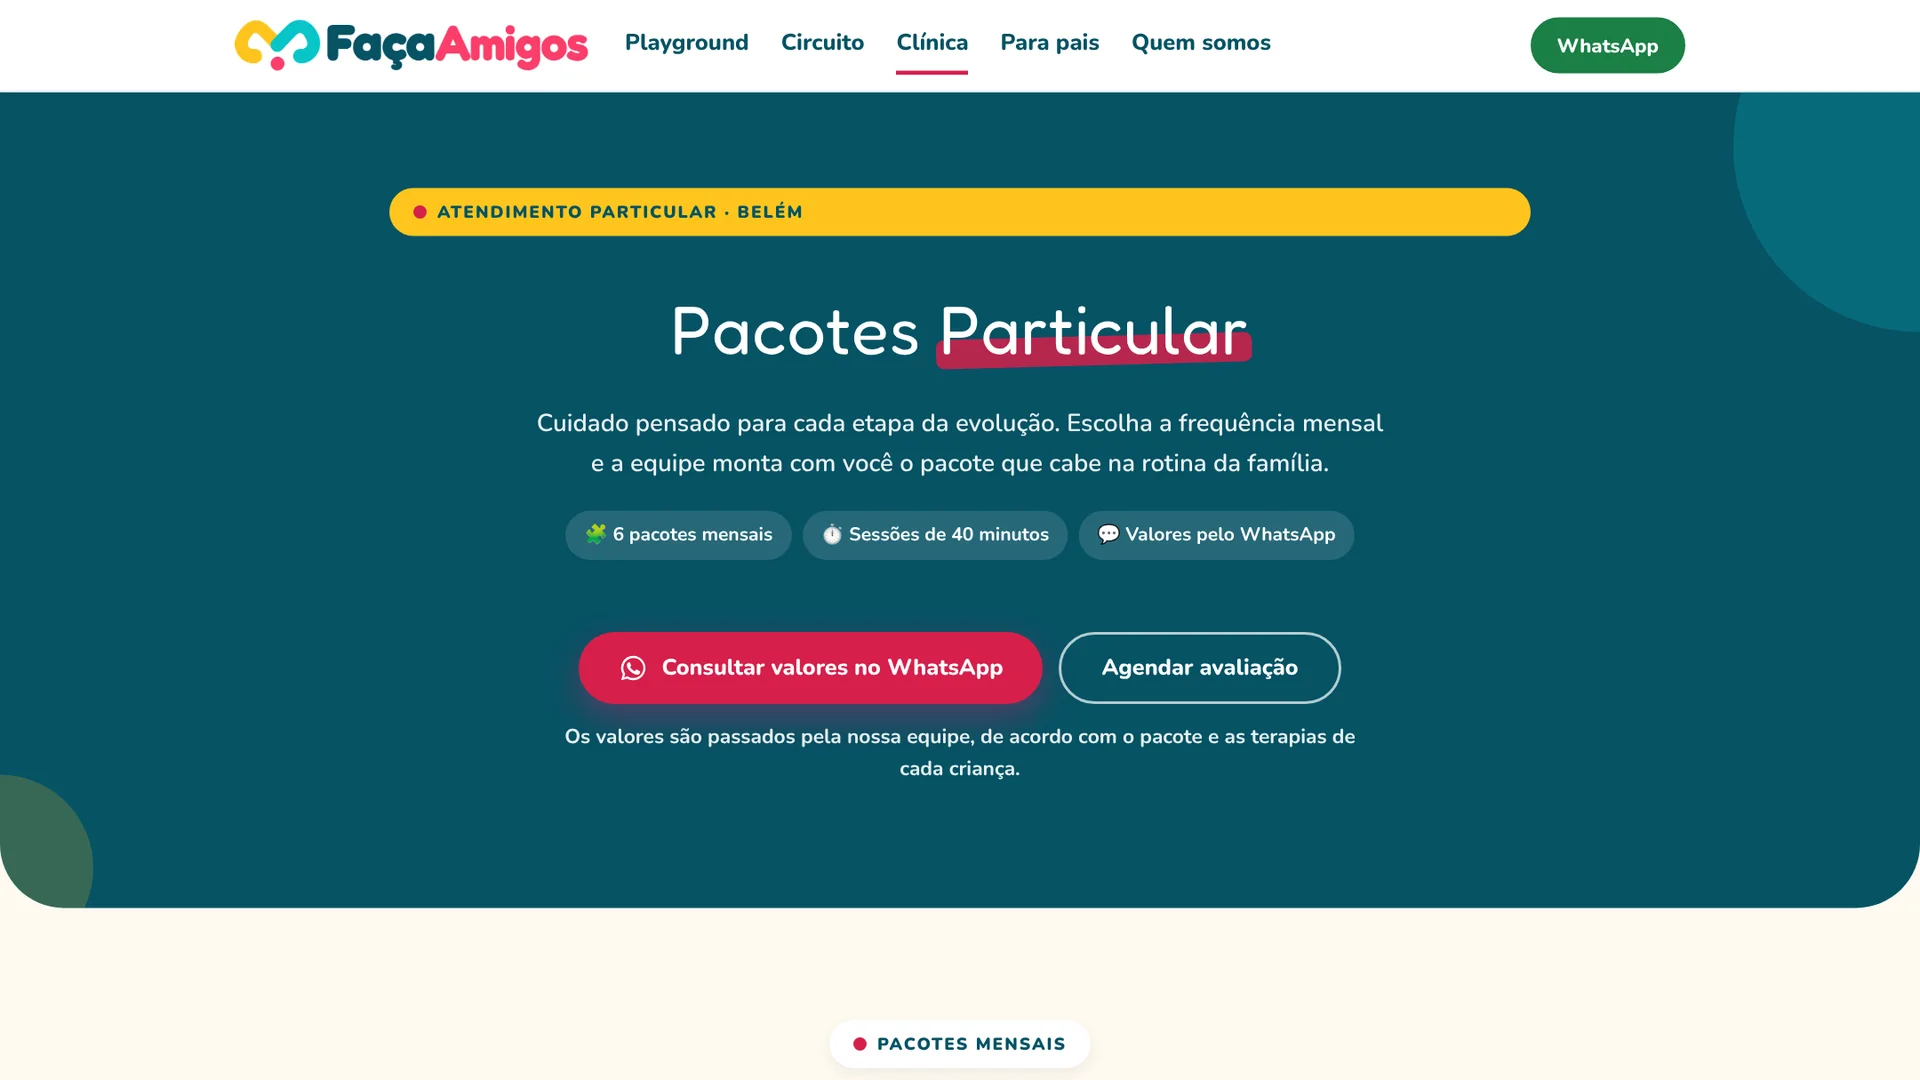 FaçaAmigos
Playground
Circuito
Clínica
Para pais
Quem somos
WhatsApp
ATENDIMENTO PARTICULAR · BELÉM
Pacotes Particular
Cuidado pensado para cada etapa da evolução. Escolha a frequência mensal
e a equipe monta com você o pacote que cabe na rotina da família.
6 pacotes mensais
Sessões de 40 minutos
Valores pelo WhatsApp
Consultar valores no WhatsApp
Agendar avaliação
Os valores são passados pela nossa equipe, de acordo com o pacote e as terapias de
cada criança.
PACOTES MENSAIS